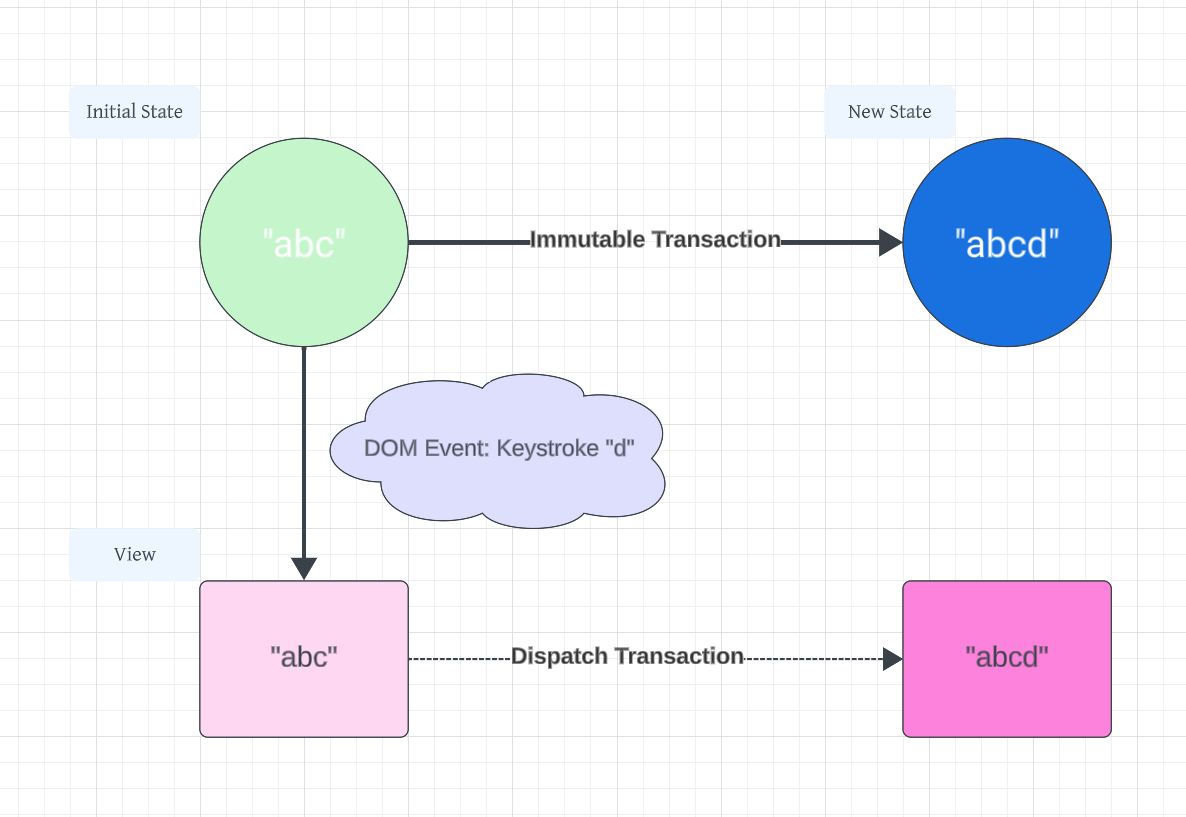 Initial State
New State
"abc"
Immutable Transaction
"abcd"
DOM Event: Keystroke "d"
View
"abc"
Dispatch Transaction
"abcd"